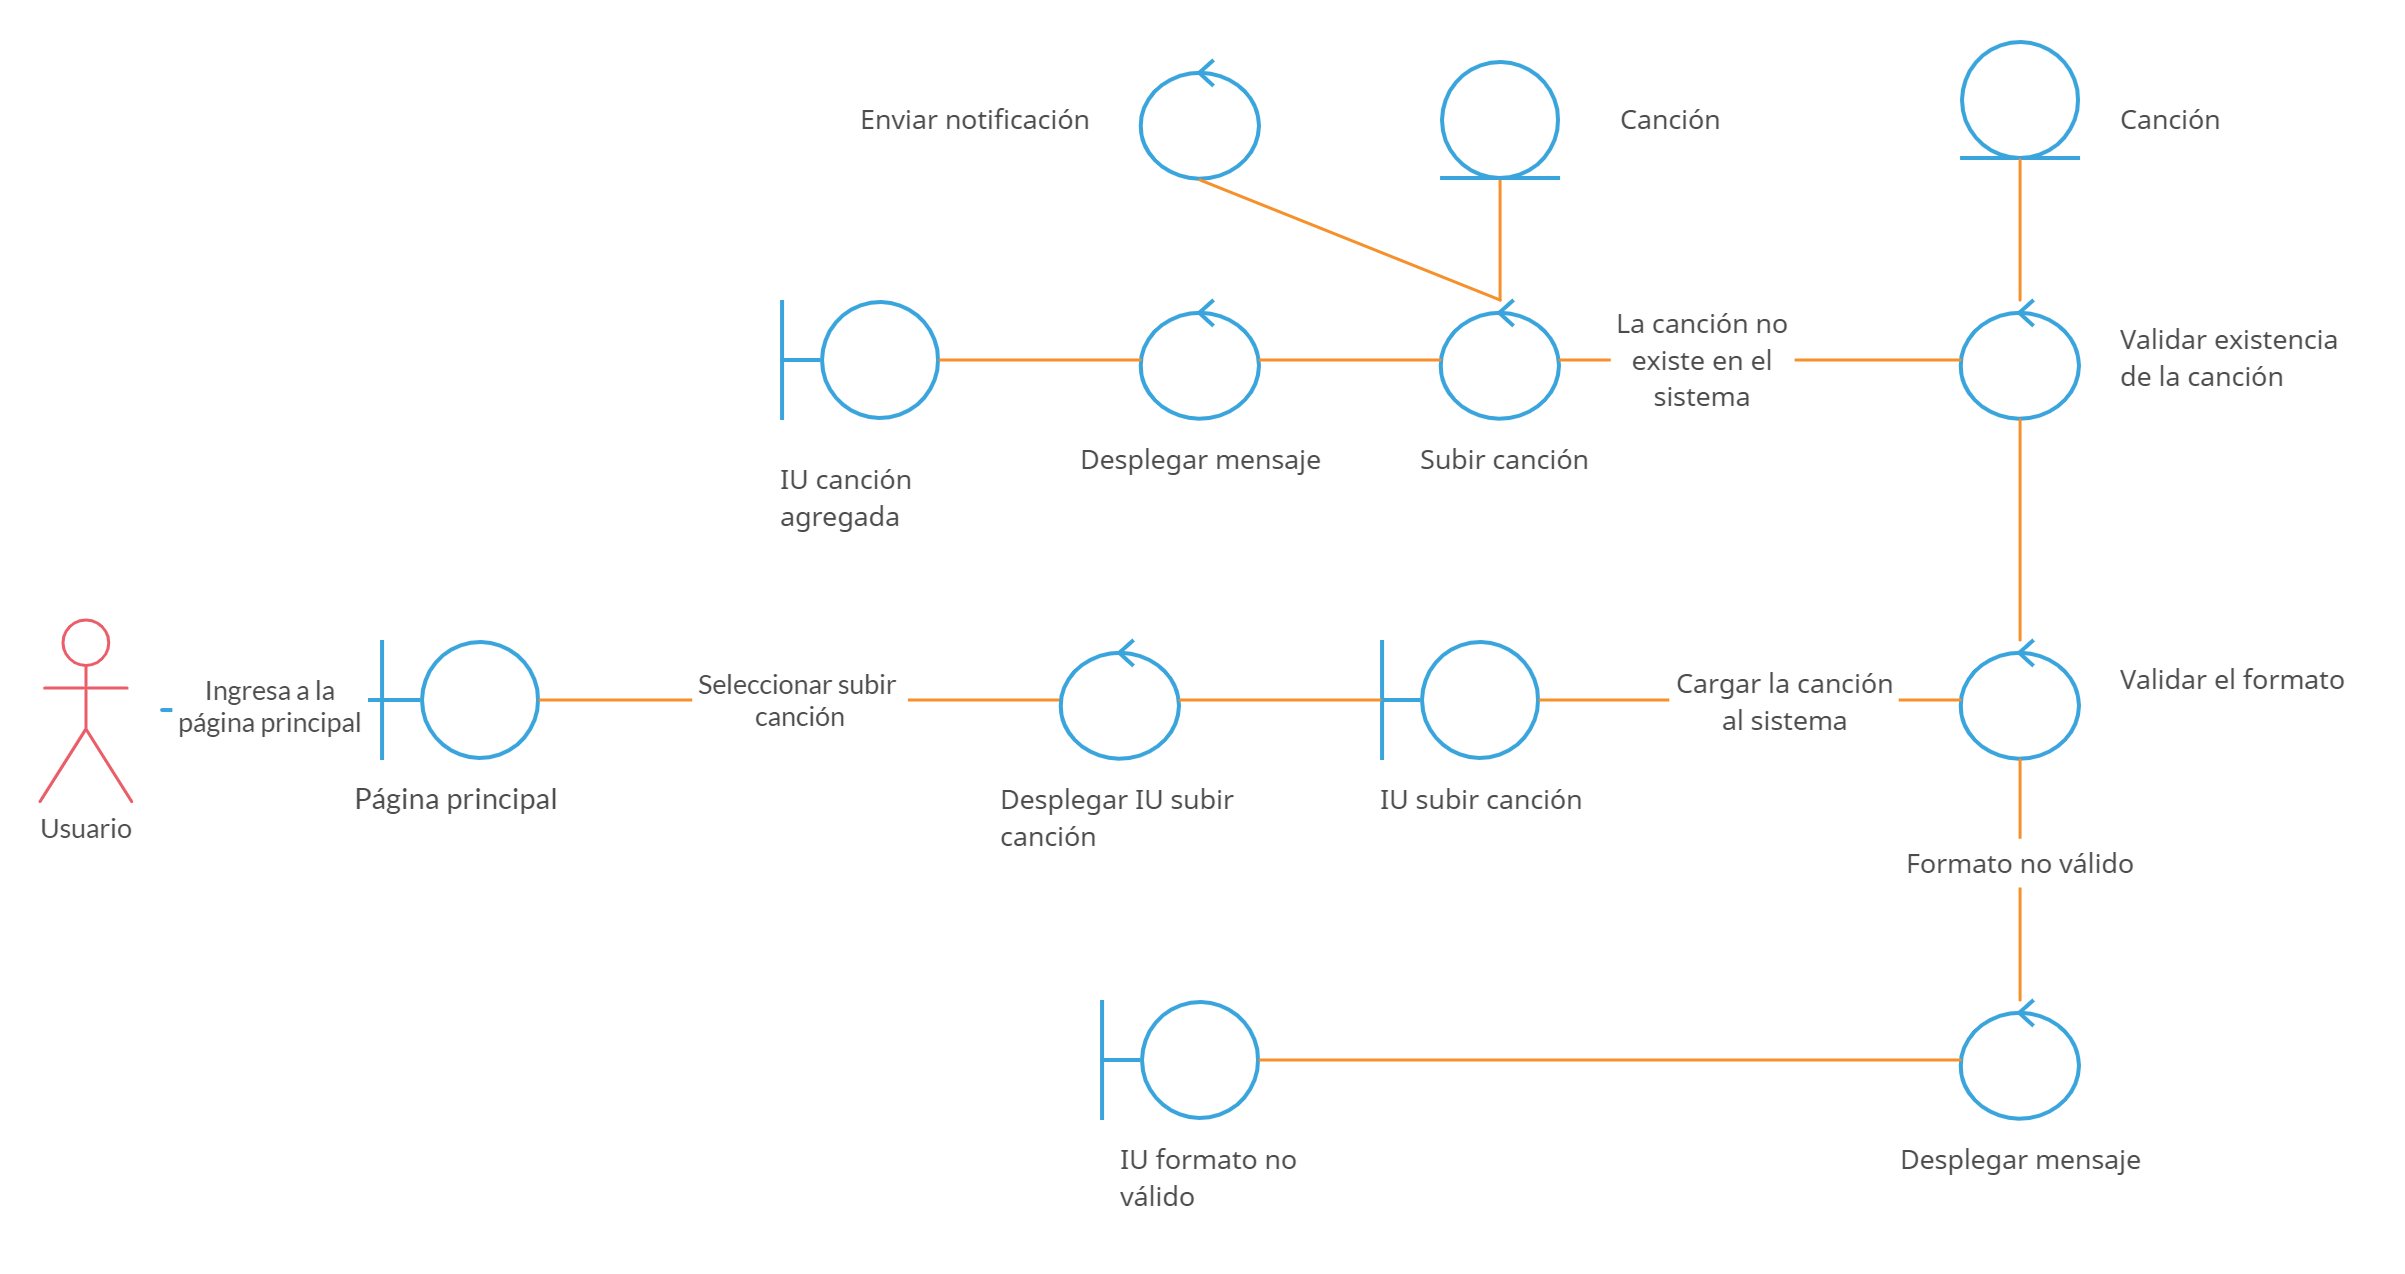 Enviar notificación
Canción
Canción
La canción no
existe en el
sistema
Validar existencia
de la canción
Desplegar mensaje
Subir canción
IU canción
agregada
Ingresa a la
página principal
Seleccionar subir
canción
Cargar la canción
al sistema
Validar el formato
Usuario
Página principal
Desplegar IU subir
canción
IU subir canción
Formato no válido
IU formato no
válido
Desplegar mensaje